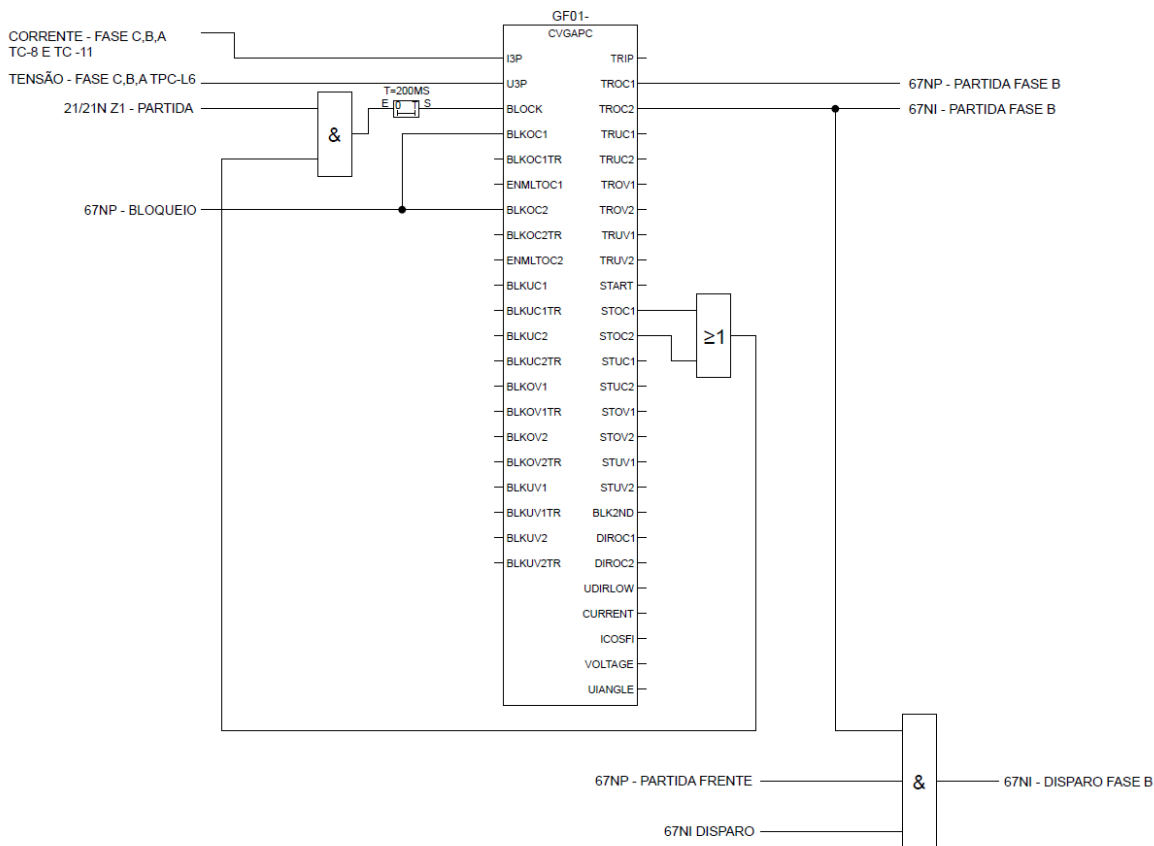 GF01-
CVGAPC
CORRENTE - FASE C,B,A
TC-8 E TC -11
I3P
TRIP
TENSÃO - FASE C,B,A TPC-L6
U3P
TROC1
67NP - PARTIDA FASE B
T=200MS
21/21N Z1 - PARTIDA
E 0 T S
BLOCK
TROC2
67NI - PARTIDA FASE B
&
BLKOC1
TRUC1
BLKOC1TR
TRUC2
ENMLTOC1
TROV1
67NP - BLOQUEIO
BLKOC2
TROV2
BLKOC2TR
TRUV1
ENMLTOC2
TRUV2
BLKUC1
START
BLKUC1TR
STOC1
BLKUC2
STOC2
≥1
BLKUC2TR
STUC1
BLKOV1
STUC2
BLKOV1TR
STOV1
BLKOV2
STOV2
BLKOV2TR
STUV1
BLKUV1
STUV2
BLKUV1TR
BLK2ND
BLKUV2
DIROC1
BLKUV2TR
DIROC2
UDIRLOW
CURRENT
ICOSFI
VOLTAGE
UIANGLE
67NP - PARTIDA FRENTE
&
67NI - DISPARO FASE B
67NI DISPARO